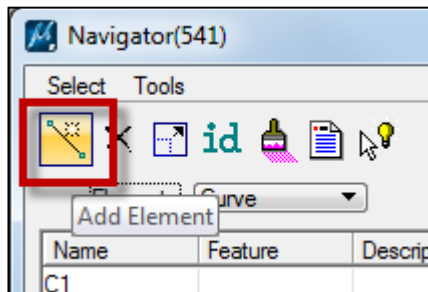 Navigator(541)
Select Tools
id
Curve
Add Element
Name Feature Descrip
C1